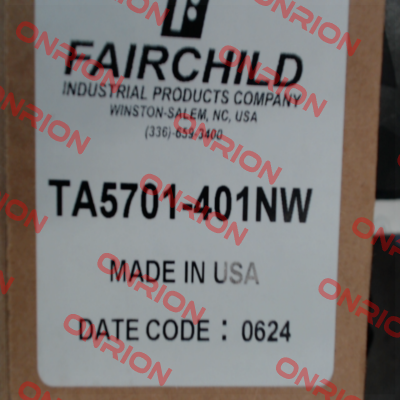 F
FAIRCHILD
INDUSTRIAL PRODUCTS COMPANY
WINSTON-SALEM, NC, USA
(336)-659-3400
TA5701-401NW
MADE IN USA
DATE CODE : 0624
ONRION